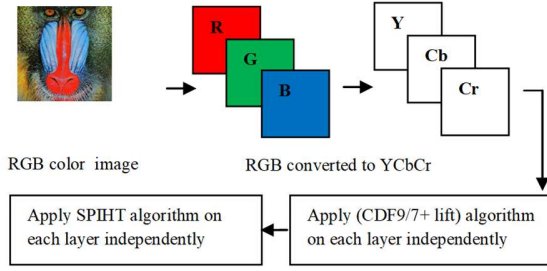 R
G
B
Y
Cb
Cr
RGB color image
RGB converted to YCbCr
Apply SPIHT algorithm on
each layer independently
Apply (CDF9/7+ lift) algorithm
on each layer independently